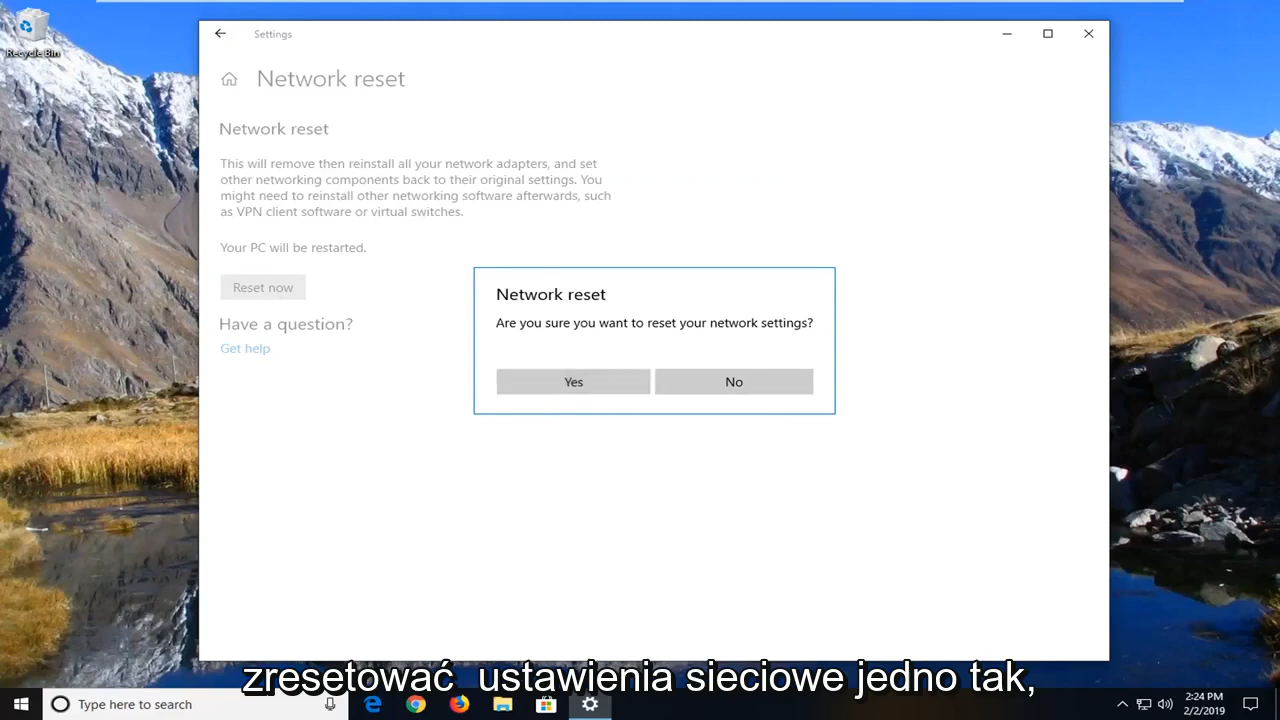 Recycle Bin
Settings
Network reset
Network reset
This will remove then reinstall all your network adapters, and set
other networking components back to their original settings. You
might need to reinstall other networking software afterwards, such
as VPN client software or virtual switches.
Your PC will be restarted.
Reset now
Have a question?
Get help
Network reset
Are you sure you want to reset your network settings?
Yes
No
zresetować ustawienia sieciowe jedno tak,
Type here to search
2:24 PM
2/2/2019